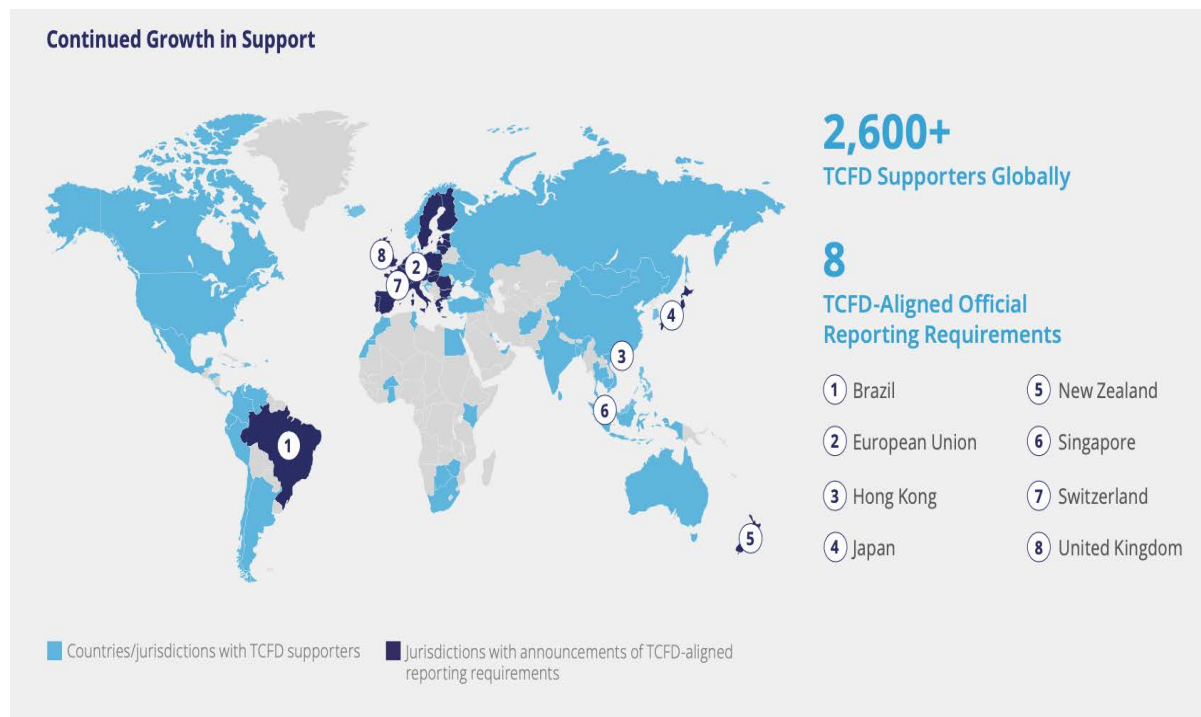 Continued Growth in Support
2,600+
TCFD Supporters Globally
8
TCFD-Aligned Official
Reporting Requirements
1 Brazil
2 European Union
3 Hong Kong
4 Japan
5 New Zealand
6 Singapore
7 Switzerland
8 United Kingdom
8
2
7
4
3
6
1
5
Countries/jurisdictions with TCFD supporters
Jurisdictions with announcements of TCFD-aligned
reporting requirements